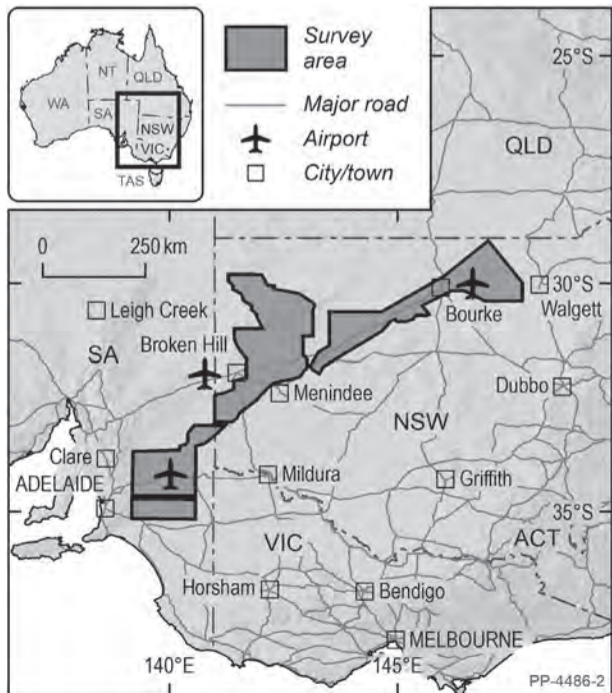 NT
QLD
WA
SA
NSW
VIC
TAS
Survey
area
Major road
Airport
City/town
25°S
QLD
0 250 km
30°S
Leigh Creek
Bourke
Walgett
SA
Broken Hill
Menindee
Dubbo
NSW
Clare
Mildura
Griffith
ADELAIDE
35°S
VIC
ACT
Horsham
Bendigo
MELBOURNE
140°E
145°E
PP-4486-2